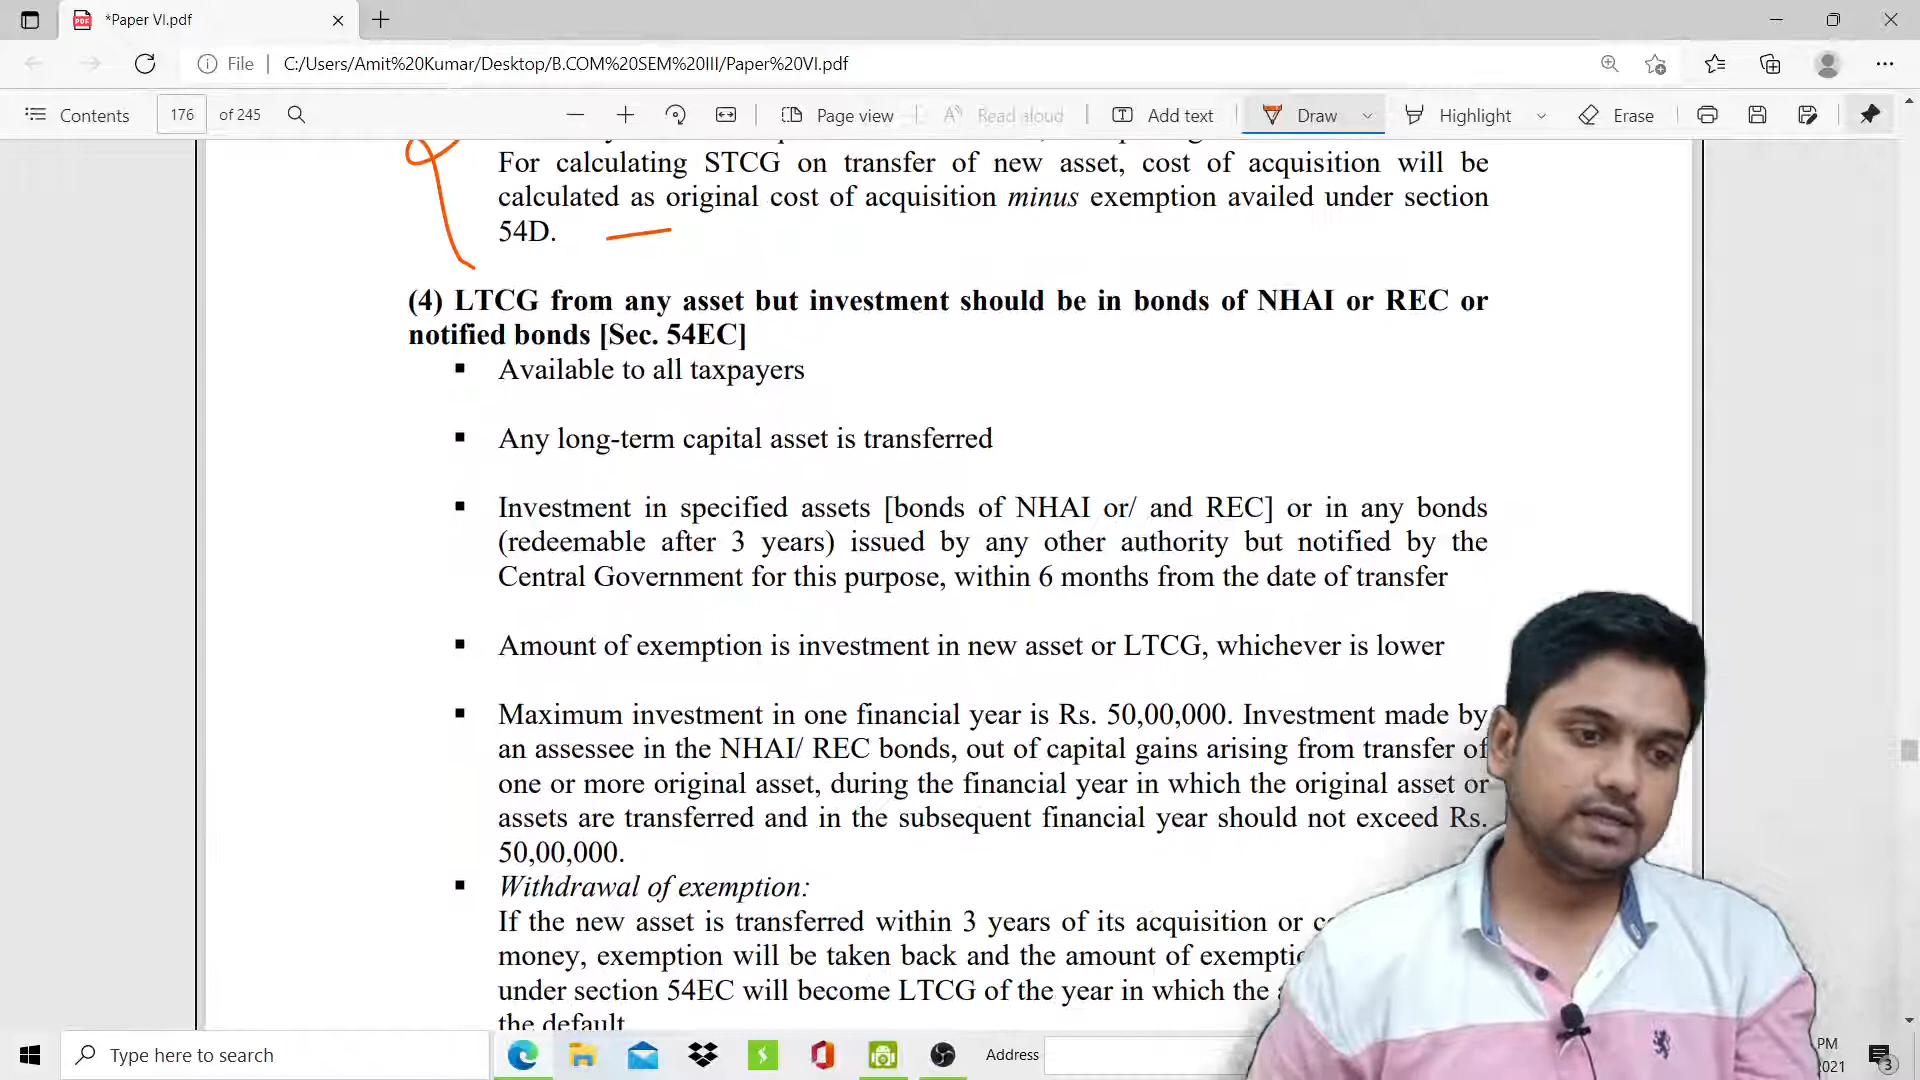 *Paper VI.pdf
File C:/Users/Amit%20Kumar/Desktop/B.COM%20SEM%20III/Paper%20VI.pdf
Contents 176 of 245 Page view Read aloud Add text Draw Highlight Erase
For calculating STCG on transfer of new asset, cost of acquisition will be
calculated as original cost of acquisition minus exemption availed under section
54D.
(4) LTCG from any asset but investment should be in bonds of NHAI or REC or
notified bonds [Sec. 54EC]
Available to all taxpayers
Any long-term capital asset is transferred
Investment in specified assets [bonds of NHAI or/ and REC] or in any bonds
(redeemable after 3 years) issued by any other authority but notified by the
Central Government for this purpose, within 6 months from the date of transfer
Amount of exemption is investment in new asset or LTCG, whichever is lower
Maximum investment in one financial year is Rs. 50,00,000. Investment made by
an assessee in the NHAI/ REC bonds, out of capital gains arising from transfer of
one or more original asset, during the financial year in which the original asset or
assets are transferred and in the subsequent financial year should not exceed Rs.
50,00,000.
Withdrawal of exemption:
If the new asset is transferred within 3 years of its acquisition or
money, exemption will be taken back and the amount of
under section 54EC will become LTCG of the year in which the
the default
Type here to search Address PM
2021
3